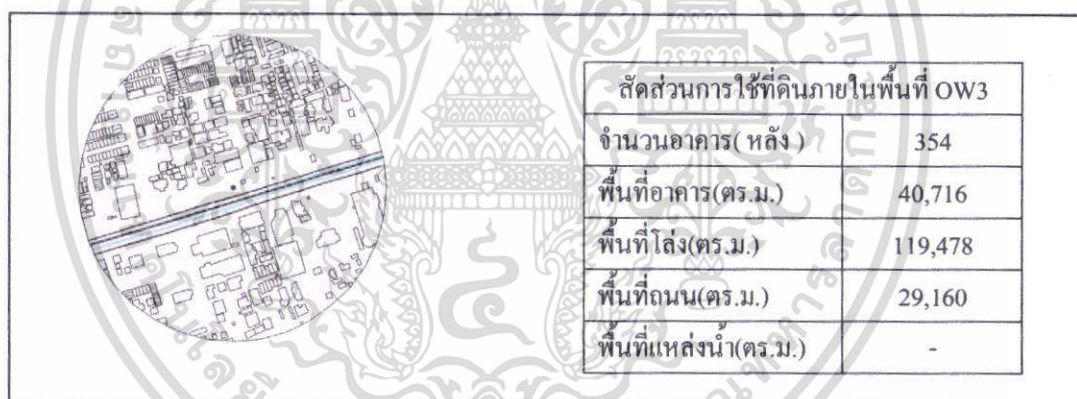 สัดส่วนการใช้ที่ดินภายในพื้นที่ OW3
จำนวนอาคาร( หลัง ) 354
พื้นที่อาคาร(ตร.ม.) 40,716
พื้นที่โล่ง(ตร.ม.) 119,478
พื้นที่ถนน(ตร.ม.) 29,160
พื้นที่แหล่งน้ำ(ตร.ม.) -